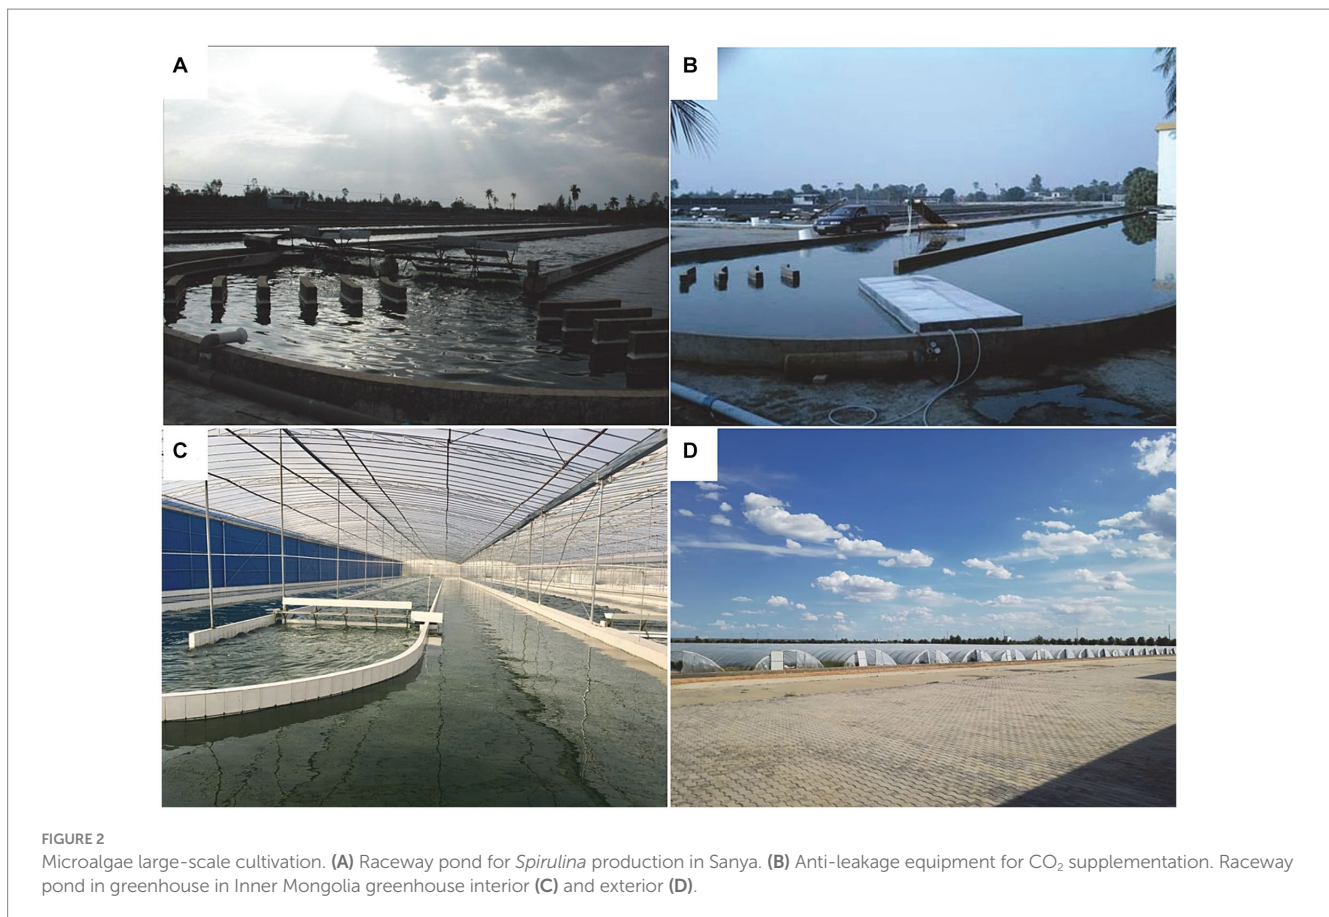 A
B
C
D
FIGURE 2
Microalgae large-scale cultivation. (A) Raceway pond for Spirulina production in Sanya. (B) Anti-leakage equipment for CO₂ supplementation. Raceway
pond in greenhouse in Inner Mongolia greenhouse interior (C) and exterior (D).